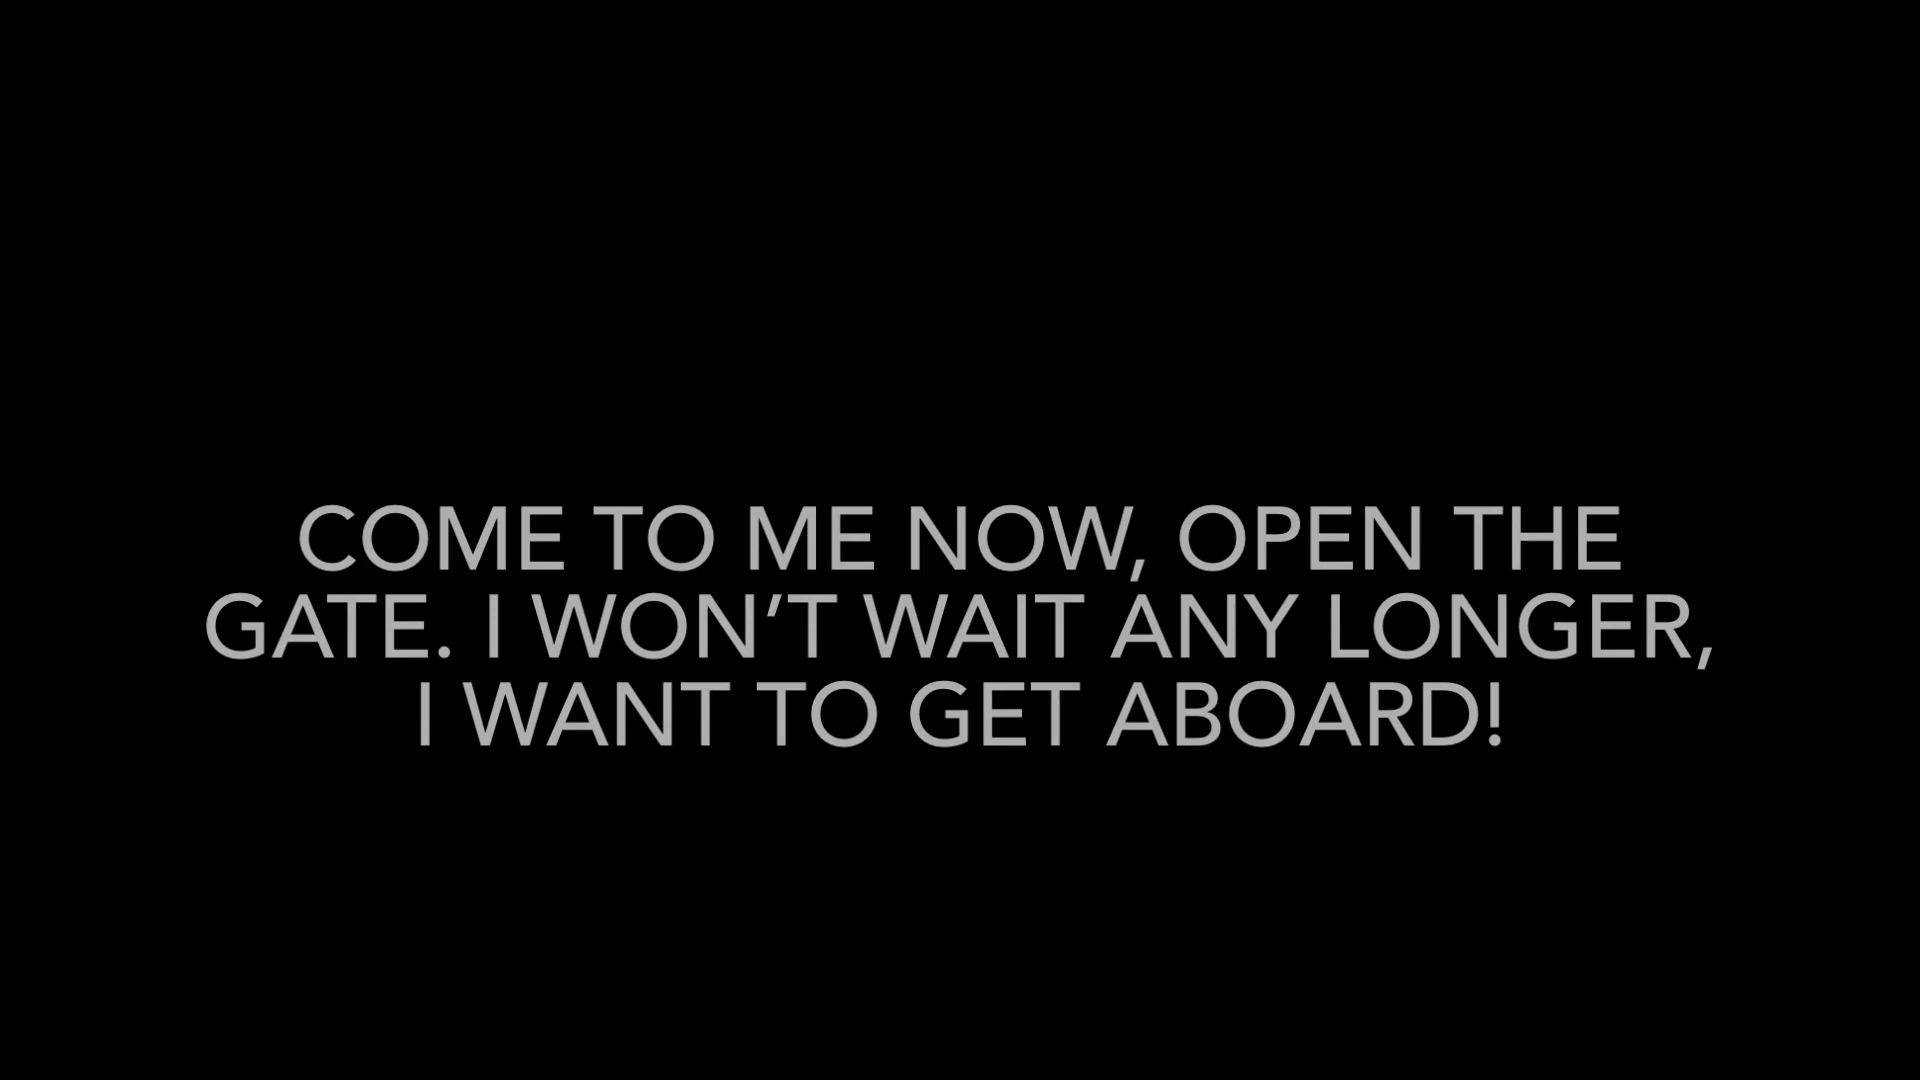 COME TO ME NOW, OPEN THE
GATE. I WON’T WAIT ANY LONGER,
I WANT TO GET ABOARD!